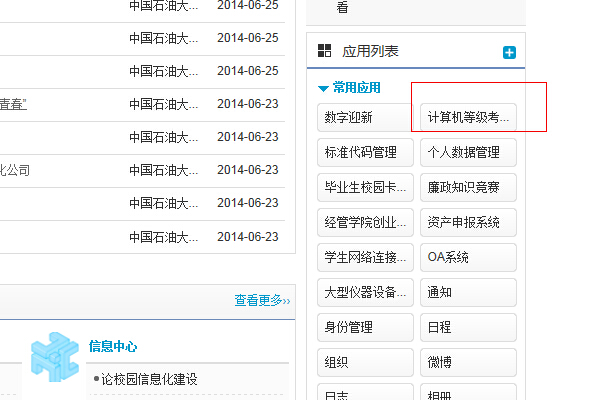 看
中国石油大... 2014-06-25
中国石油大... 2014-06-25
中国石油大... 2014-06-25
青春" 中国石油大... 2014-06-23
中国石油大... 2014-06-23
化公司 中国石油大... 2014-06-23
中国石油大... 2014-06-23
中国石油大... 2014-06-23
查看更多››
信息中心
论校园信息化建设
应用列表
常用应用
数字迎新 计算机等级考...
标准代码管理 个人数据管理
毕业生校园卡... 廉政知识竞赛
经管学院创业... 资产申报系统
学生网络连接... OA系统
大型仪器设备... 通知
身份管理 日程
组织 微博
日志 相册